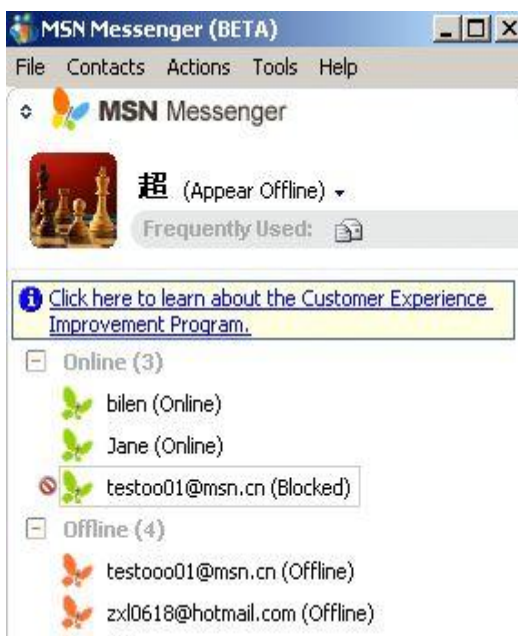 MSN Messenger (BETA)
File Contacts Actions Tools Help
MSN Messenger
超 (Appear Offline)
Frequently Used:
Click here to learn about the Customer Experience
Improvement Program.
Online (3)
bilen (Online)
Jane (Online)
testoo01@msn.cn (Blocked)
Offline (4)
testooo01@msn.cn (Offline)
zxl0618@hotmail.com (Offline)